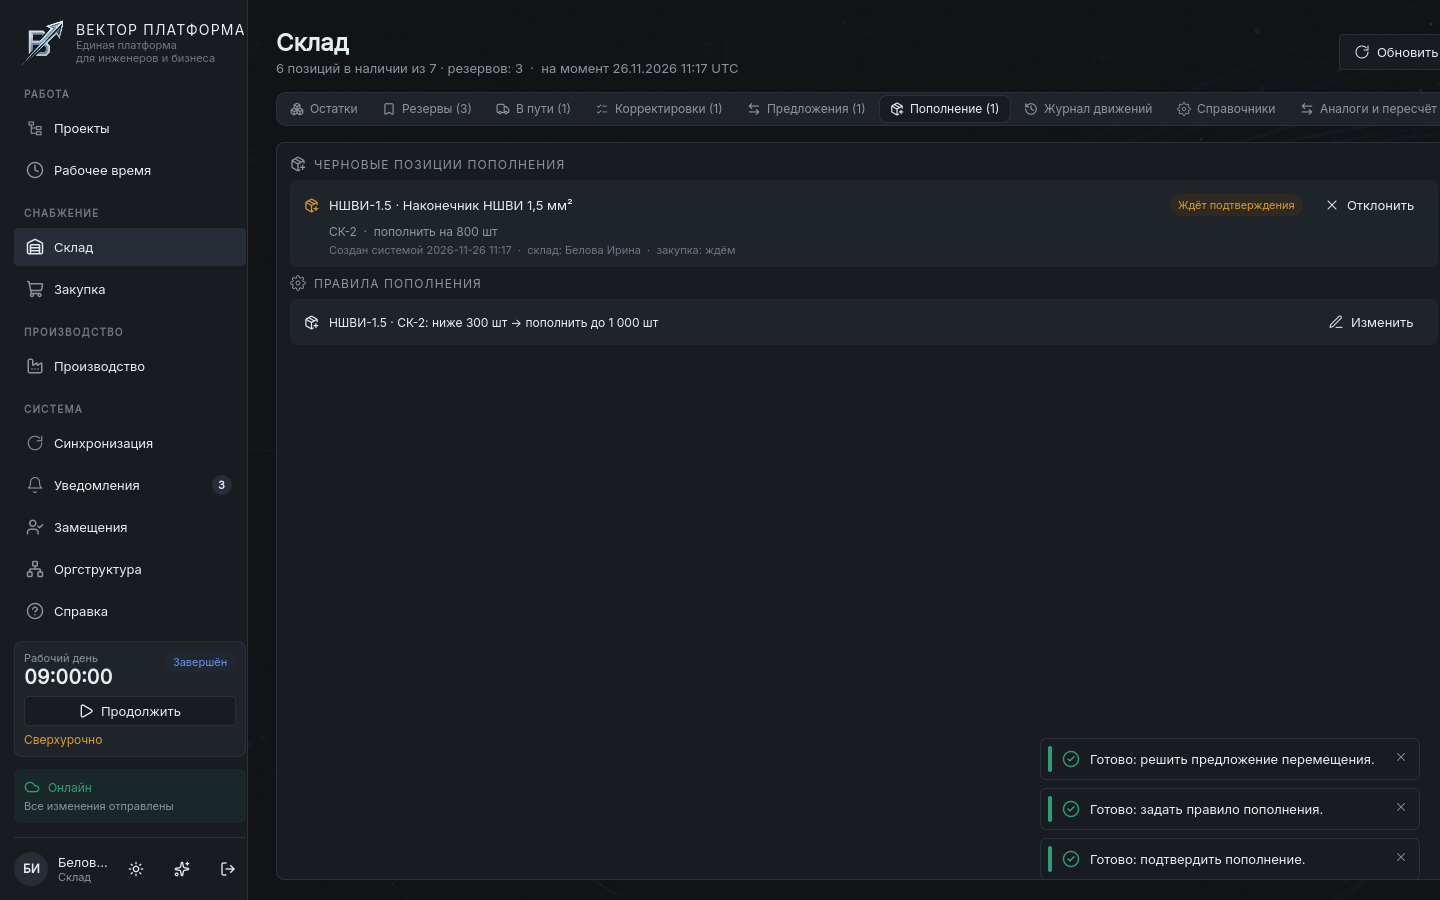 ВЕКТОР ПЛАТФОРМА
Единая платформа
для инженеров и бизнеса
РАБОТА
Проекты
Рабочее время
СНАБЖЕНИЕ
Склад
Закупка
ПРОИЗВОДСТВО
Производство
СИСТЕМА
Синхронизация
Уведомления 3
Замещения
Оргструктура
Справка
Рабочий день
Завершён
09:00:00
Продолжить
Сверхурочно
Онлайн
Все изменения отправлены
БИ
Белов...
Склад
Склад
6 позиций в наличии из 7 · резервов: 3 · на момент 26.11.2026 11:17 UTC
Обновить
Остатки Резервы (3) В пути (1) Корректировки (1) Предложения (1) Пополнение (1) Журнал движений Справочники Аналоги и пересчёт
ЧЕРНОВЫЕ ПОЗИЦИИ ПОПОЛНЕНИЯ
НШВИ-1.5 · Наконечник НШВИ 1,5 мм² Ждёт подтверждения Отклонить
СК-2 · пополнить на 800 шт
Создан системой 2026-11-26 11:17 · склад: Белова Ирина · закупка: ждём
ПРАВИЛА ПОПОЛНЕНИЯ
НШВИ-1.5 · СК-2: ниже 300 шт → пополнить до 1 000 шт Изменить
Готово: решить предложение перемещения.
Готово: задать правило пополнения.
Готово: подтвердить пополнение.